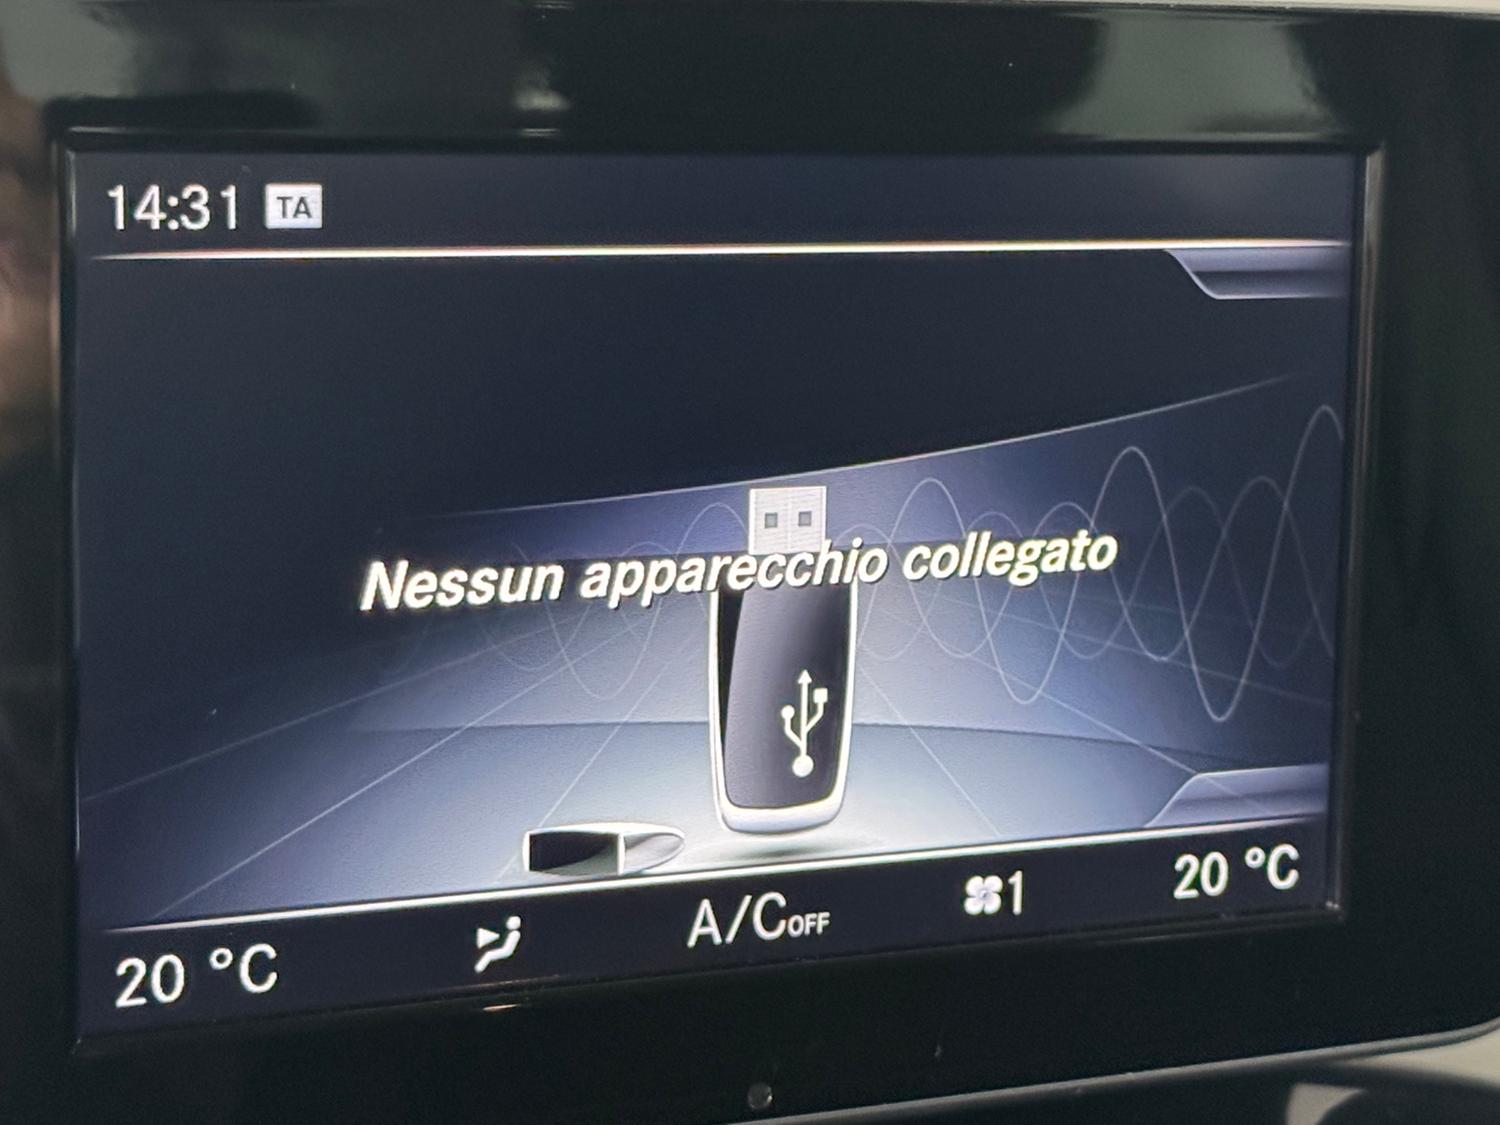 14:31 TA
Nessun apparecchio collegato
20 °C A/C OFF 1 20 °C